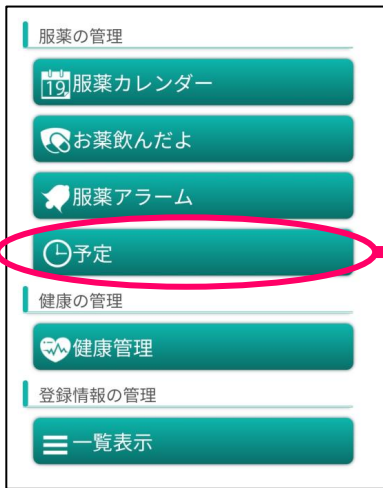 服薬の管理
19
服薬カレンダー
お薬飲んだよ
服薬アラーム
予定
健康の管理
健康管理
登録情報の管理
一覧表示